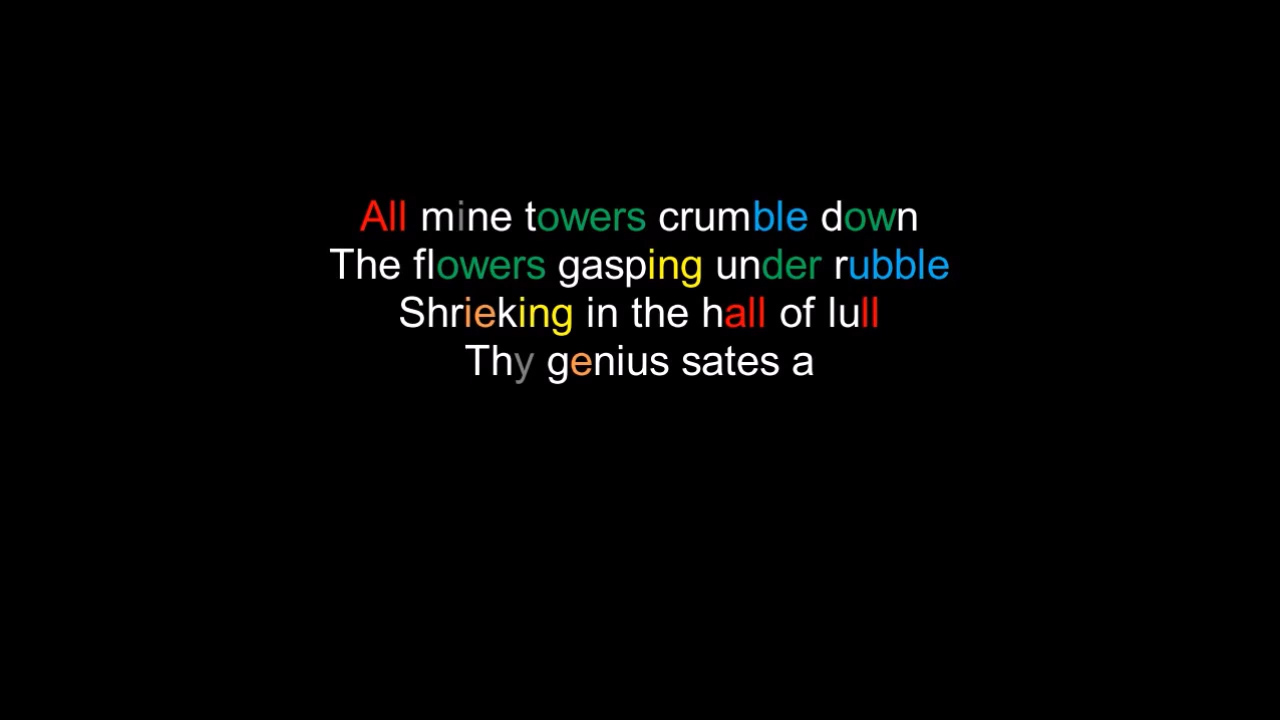 All mine towers crumble down
The flowers gasping under rubble
Shrieking in the hall of lull
Thy genius sates a